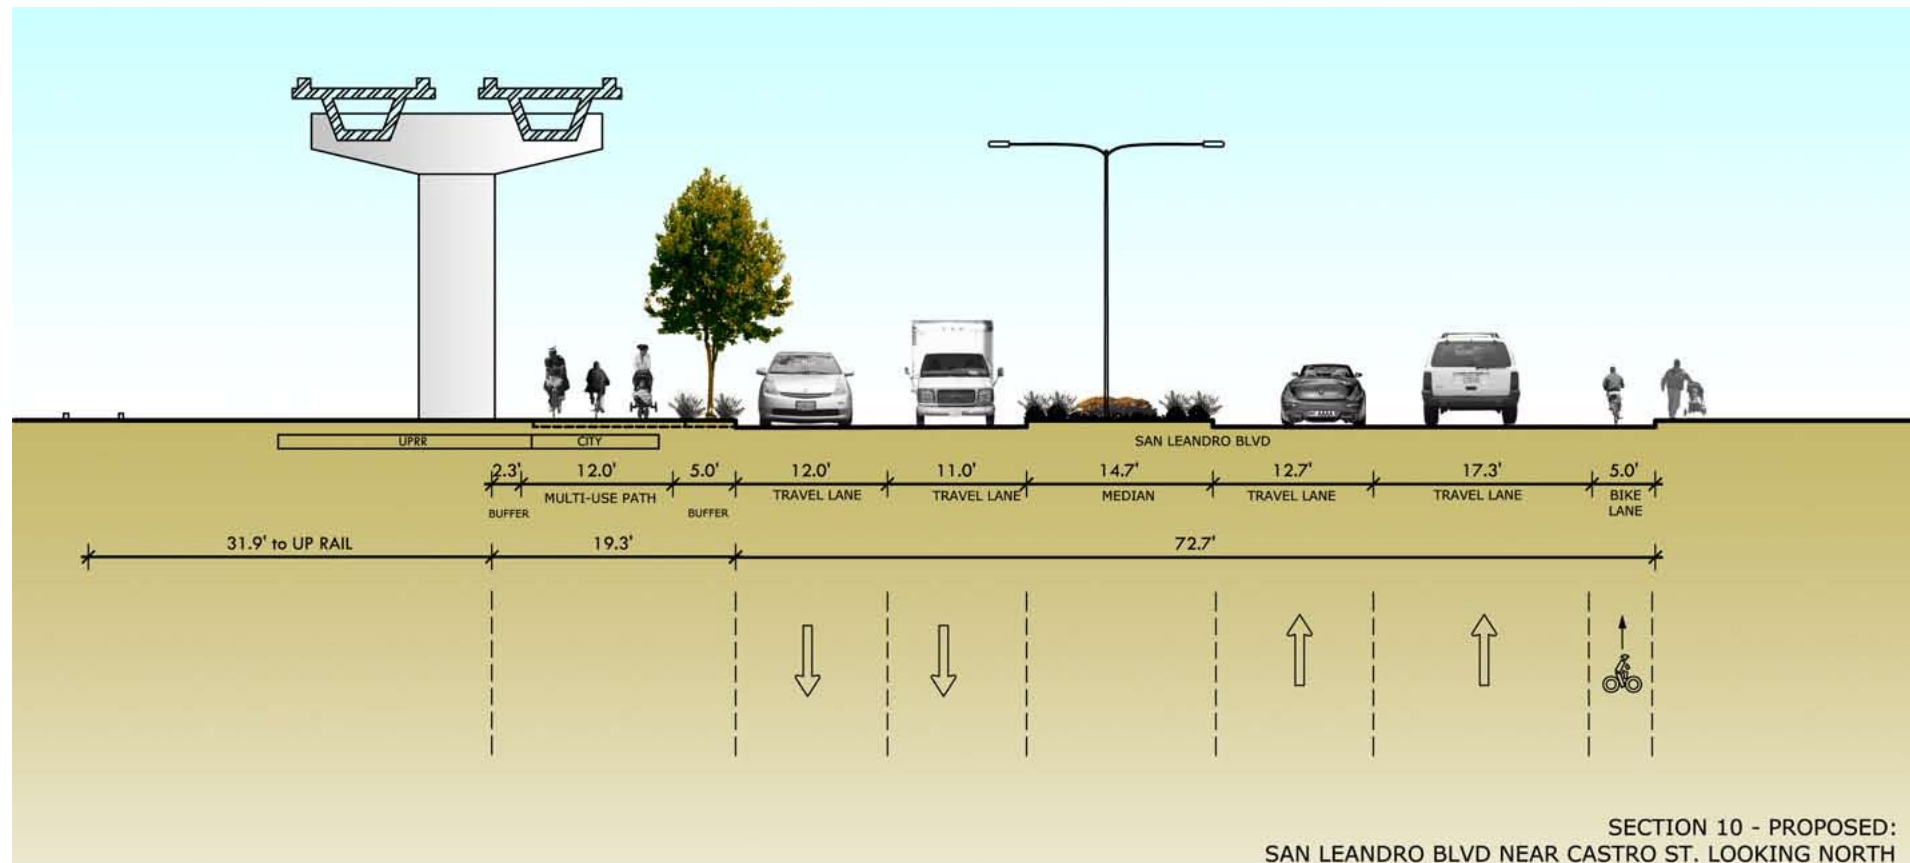 UPRR
CITY
SAN LEANDRO BLVD
2.3'
12.0'
5.0'
12.0'
11.0'
14.7'
12.7'
17.3'
5.0'
BUFFER
MULTI-USE PATH
BUFFER
TRAVEL LANE
TRAVEL LANE
MEDIAN
TRAVEL LANE
TRAVEL LANE
BIKE
LANE
31.9' to UP RAIL
19.3'
72.7'
SECTION 10 - PROPOSED:
SAN LEANDRO BLVD NEAR CASTRO ST. LOOKING NORTH